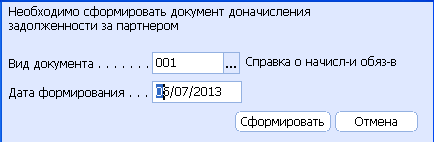 Необходимо сформировать документ доначисления
задолженности за партнером
Вид документа . . . . . . . 001 ... Справка о начисл-и обяз-в
Дата формирования . . . 05/07/2013
Сформировать Отмена